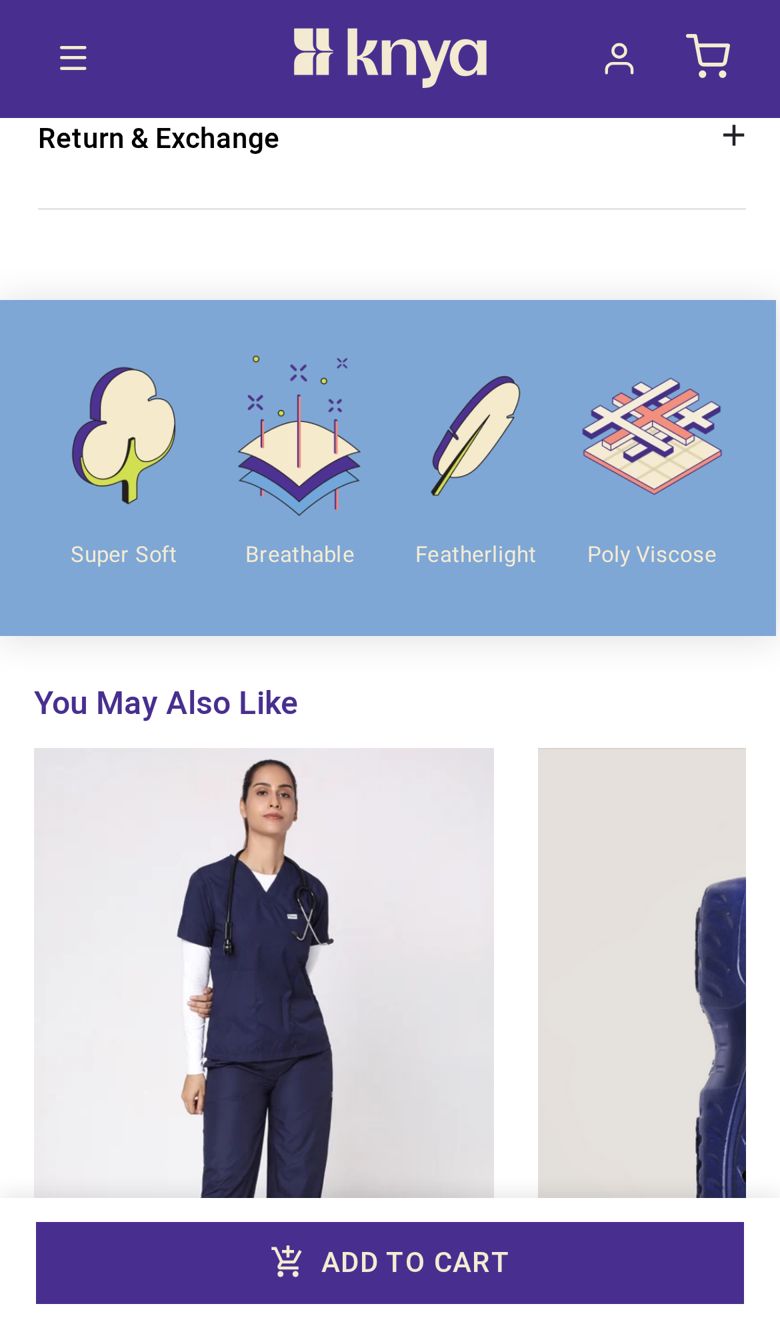 knya
Return & Exchange
Super Soft
Breathable
Featherlight
Poly Viscose
You May Also Like
ADD TO CART